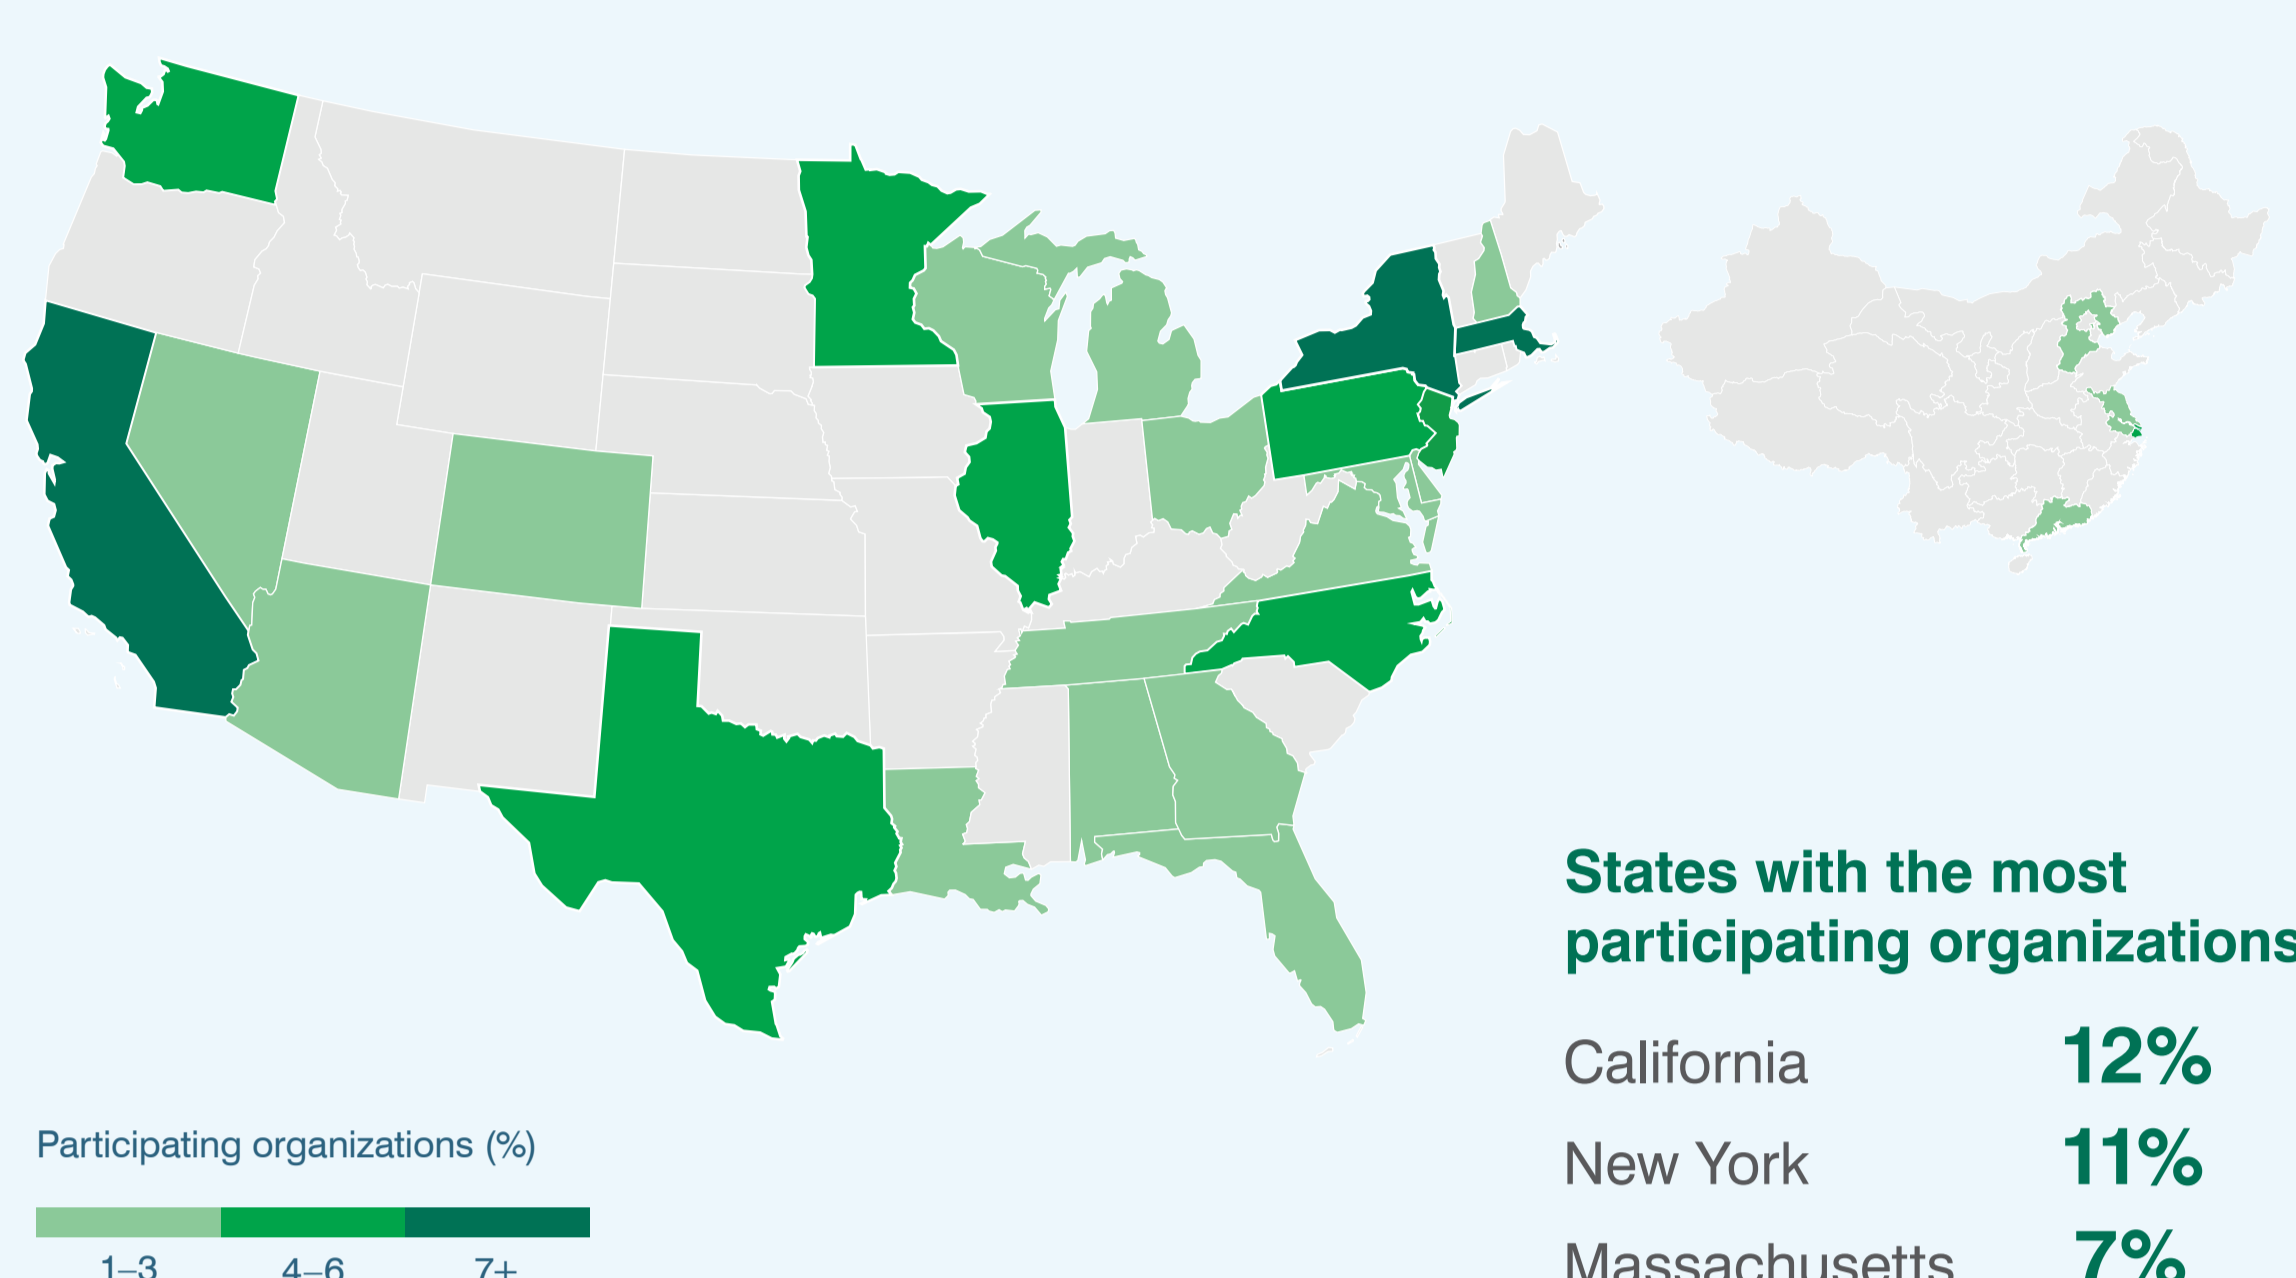 States with the most
participating organizations
California 12%
New York 11%
Massachusetts 7%
Participating organizations (%)
1–3 4–6 7+